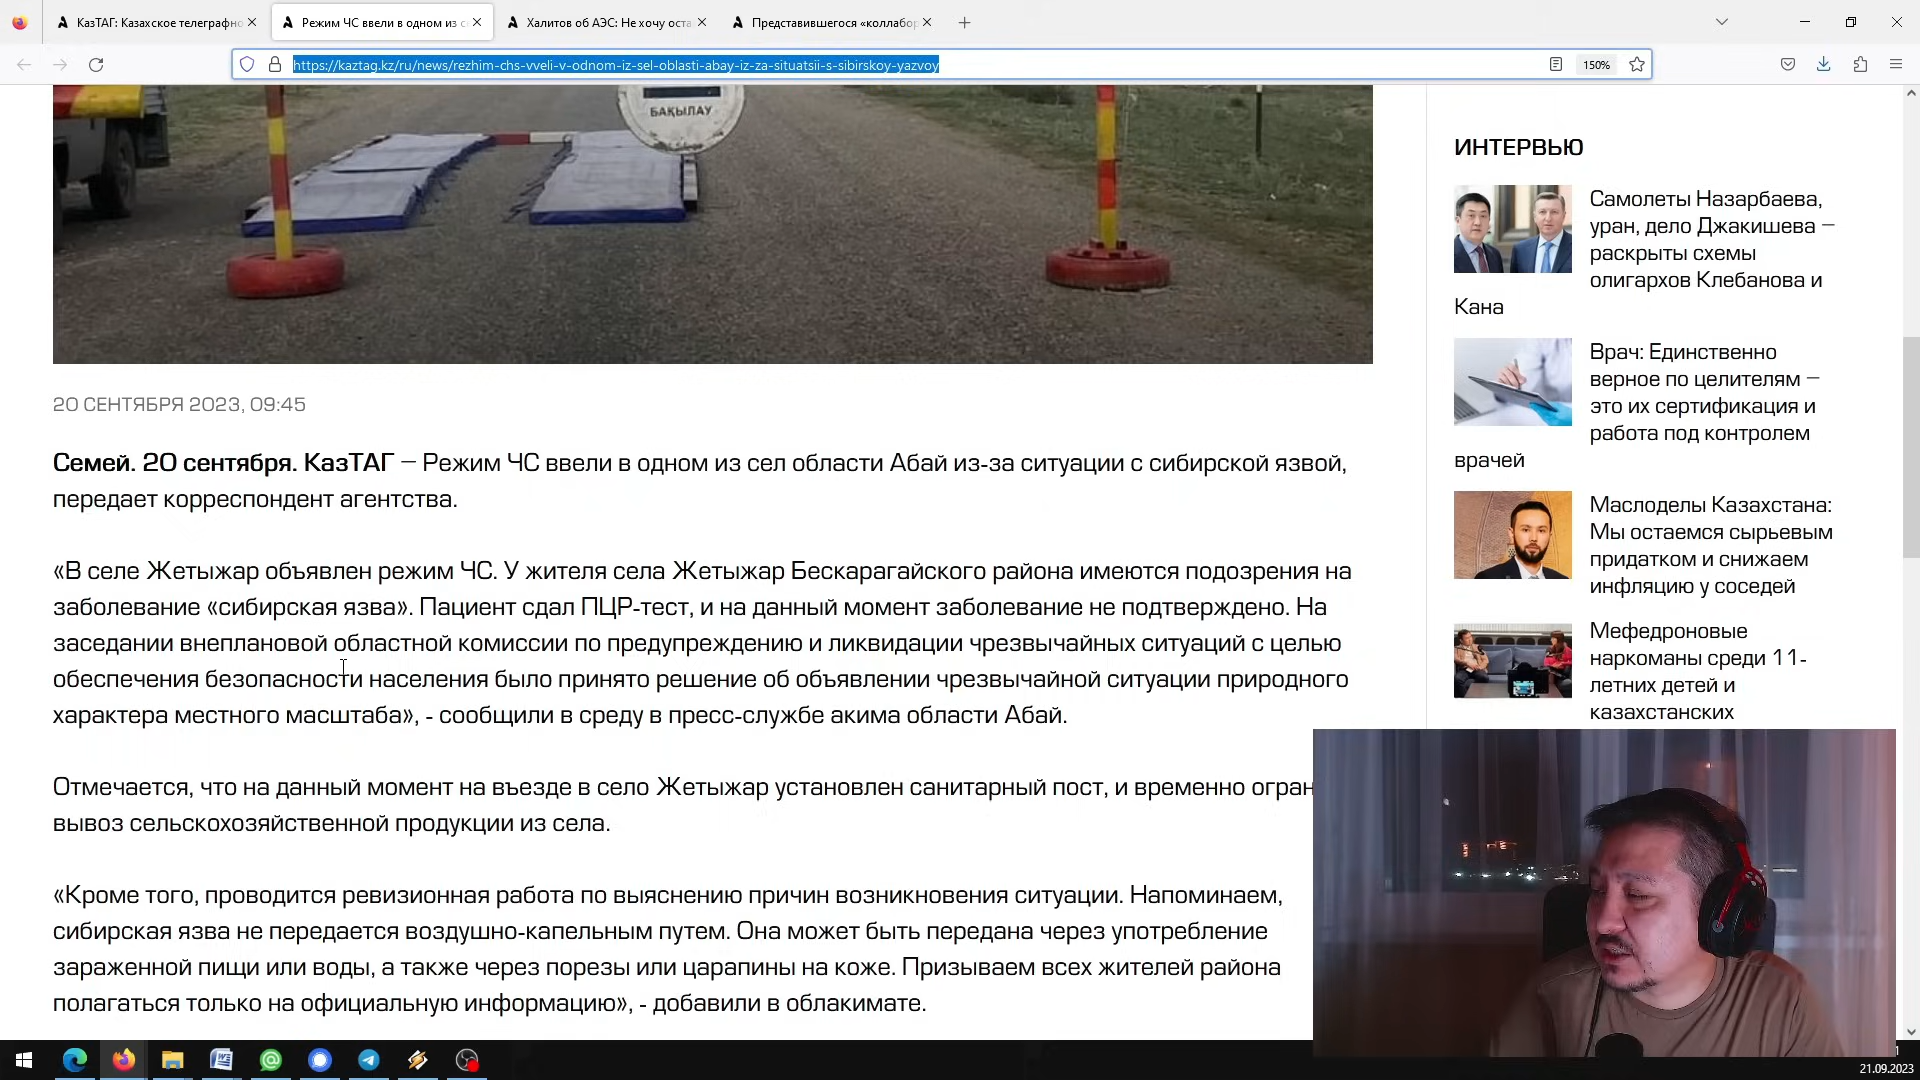 КазТАГ: Казахское телеграфно
Режим ЧС ввели в одном из с
Халитов об АЭС: Не хочу оста
Представившегося «коллабор
https://kaztag.kz/ru/news/rezhim-chs-vveli-v-odnom-iz-sel-oblasti-abay-iz-za-situatsii-s-sibirskoy-yazvoy
150%
БАҚЫЛАУ
20 СЕНТЯБРЯ 2023, 09:45
Семей. 20 сентября. КазТАГ – Режим ЧС ввели в одном из сел области Абай из-за ситуации с сибирской язвой,
передает корреспондент агентства.
«В селе Жетыжар объявлен режим ЧС. У жителя села Жетыжар Бескарагайского района имеются подозрения на
заболевание «сибирская язва». Пациент сдал ПЦР-тест, и на данный момент заболевание не подтверждено. На
заседании внеплановой областной комиссии по предупреждению и ликвидации чрезвычайных ситуаций с целью
обеспечения безопасности населения было принято решение об объявлении чрезвычайной ситуации природного
характера местного масштаба», - сообщили в среду в пресс-службе акима области Абай.
Отмечается, что на данный момент на въезде в село Жетыжар установлен санитарный пост, и временно огран
вывоз сельскохозяйственной продукции из села.
«Кроме того, проводится ревизионная работа по выяснению причин возникновения ситуации. Напоминаем,
сибирская язва не передается воздушно-капельным путем. Она может быть передана через употребление
зараженной пищи или воды, а также через порезы или царапины на коже. Призываем всех жителей района
полагаться только на официальную информацию», - добавили в облакимате.
ИНТЕРВЬЮ
Самолеты Назарбаева,
уран, дело Джакишева –
раскрыты схемы
олигархов Клебанова и
Кана
Врач: Единственно
верное по целителям –
это их сертификация и
работа под контролем
врачей
Маслоделы Казахстана:
Мы остаемся сырьевым
придатком и снижаем
инфляцию у соседей
Мефедроновые
наркоманы среди 11-
летних детей и
казахстанских
21.09.2023